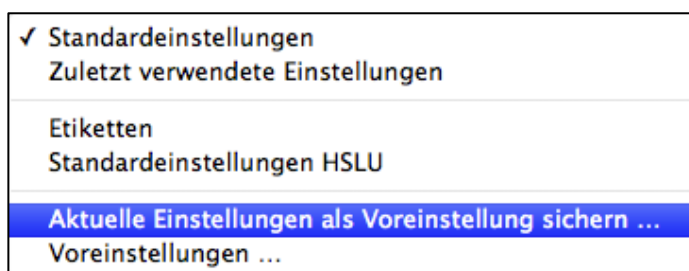 ✓ Standardeinstellungen
Zuletzt verwendete Einstellungen
Etiketten
Standardeinstellungen HSLU
Aktuelle Einstellungen als Voreinstellung sichern ...
Voreinstellungen ...